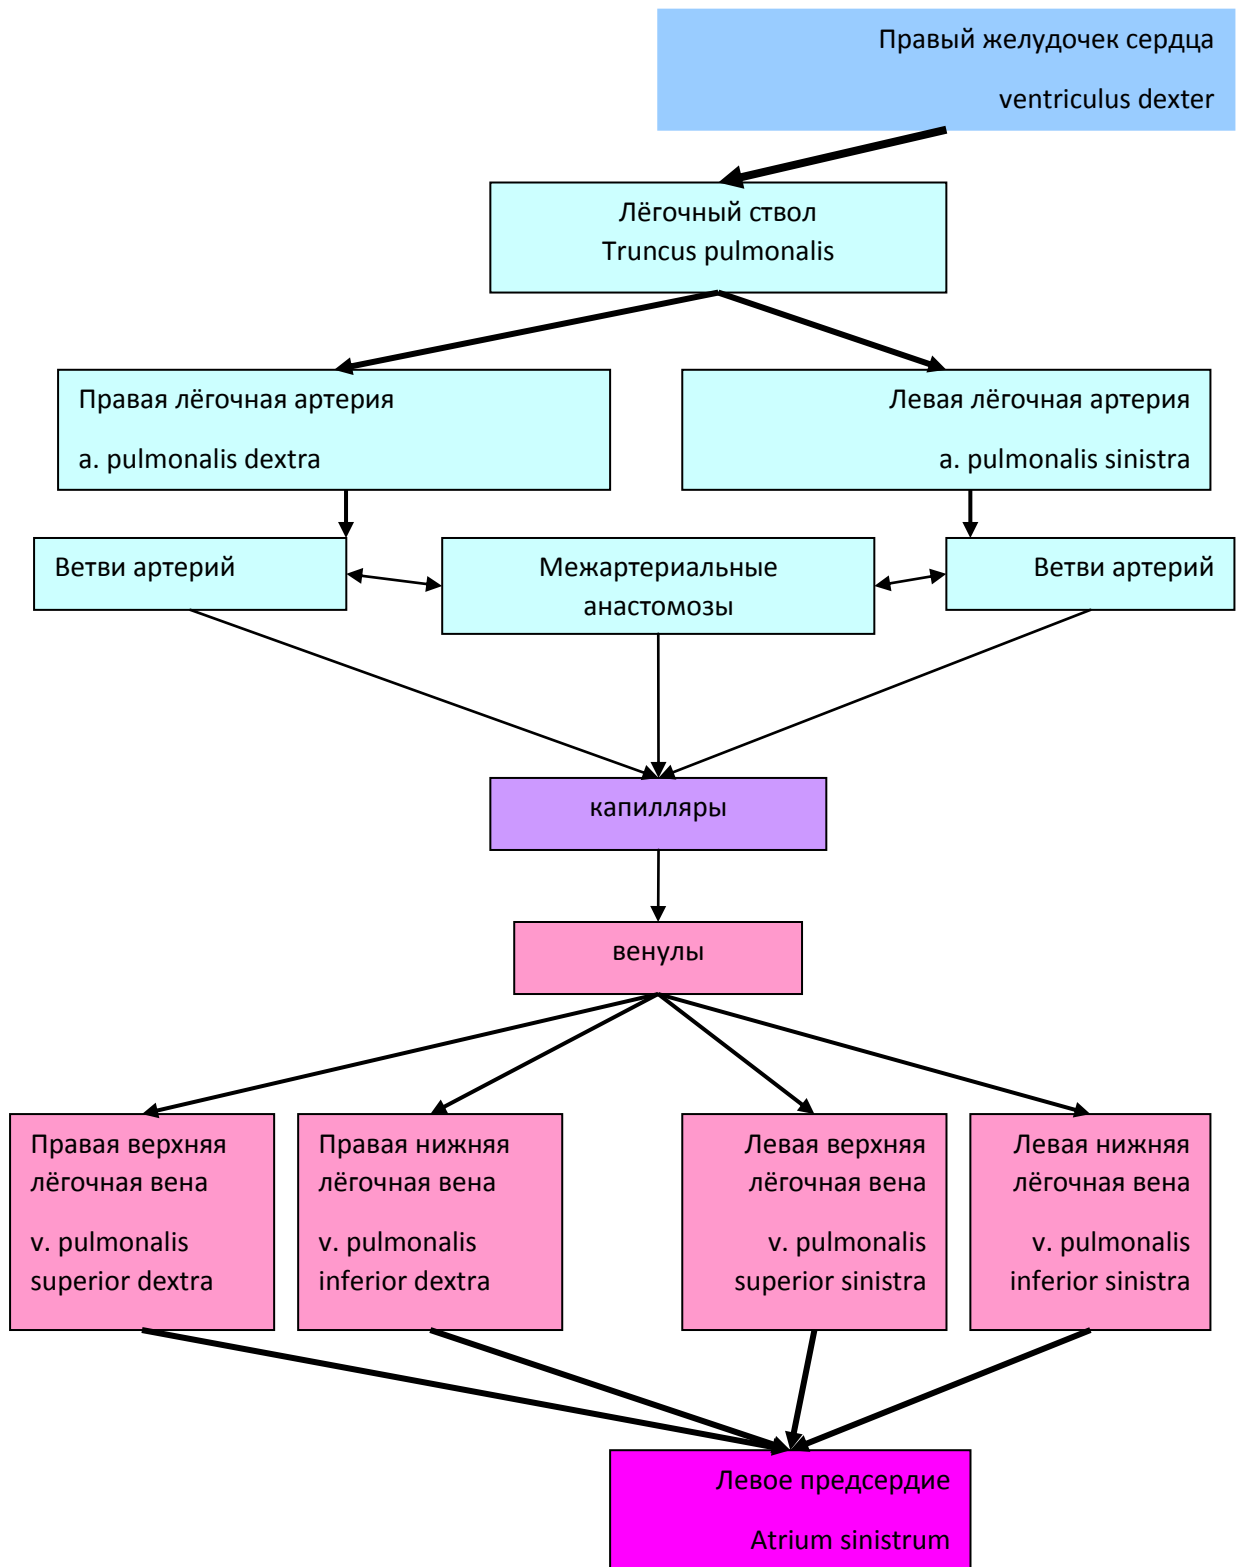 Правый желудочек сердца
ventriculus dexter
Лёгочный ствол
Truncus pulmonalis
Правая лёгочная артерия
a. pulmonalis dextra
Левая лёгочная артерия
a. pulmonalis sinistra
Ветви артерий
Межартериальные
анастомозы
Ветви артерий
капилляры
венулы
Правая верхняя
лёгочная вена
v. pulmonalis
superior dextra
Правая нижняя
лёгочная вена
v. pulmonalis
inferior dextra
Левая верхняя
лёгочная вена
v. pulmonalis
superior sinistra
Левая нижняя
лёгочная вена
v. pulmonalis
inferior sinistra
Левое предсердие
Atrium sinistrum